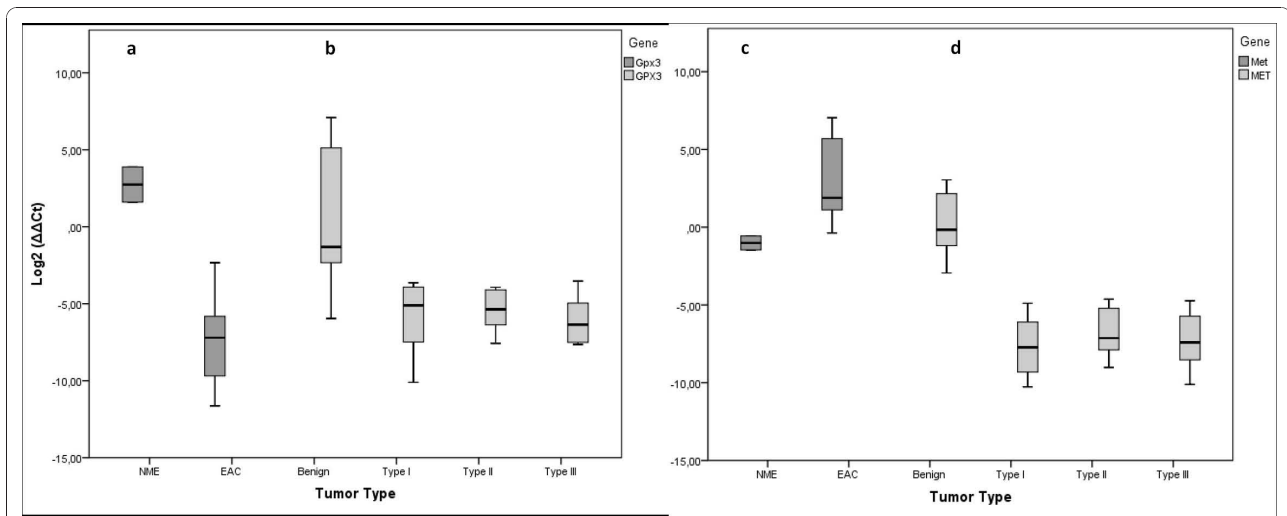 a
b
Gene
Gpx3
GPX3
10,00
5,00
,00
-5,00
-10,00
-15,00
Log2 (ΔΔCt)
NME
EAC
Benign
Type I
Type II
Type III
Tumor Type
c
d
Gene
Met
MET
10,00
5,00
,00
-5,00
-10,00
-15,00
NME
EAC
Benign
Type I
Type II
Type III
Tumor Type